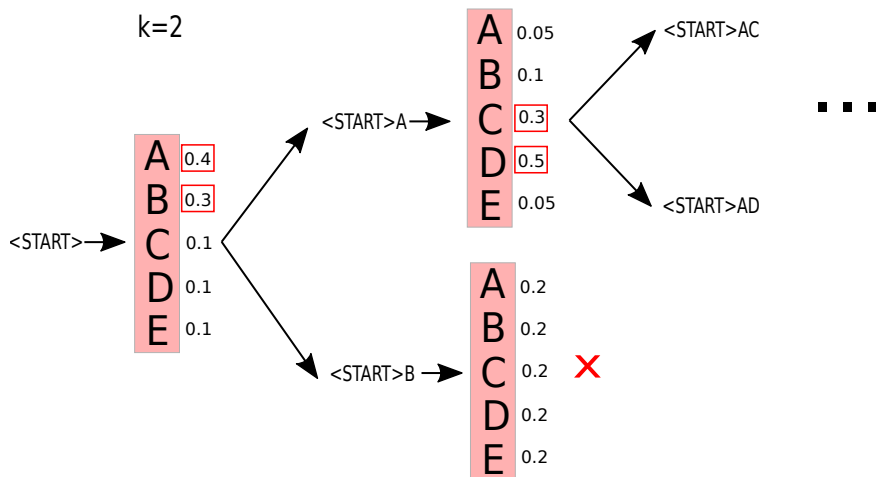 k=2
<START>
A 0.4
B 0.3
C 0.1
D 0.1
E 0.1
<START>A
A 0.05
B 0.1
C 0.3
D 0.5
E 0.05
<START>AC
<START>AD
...
<START>B
A 0.2
B 0.2
C 0.2
D 0.2
E 0.2